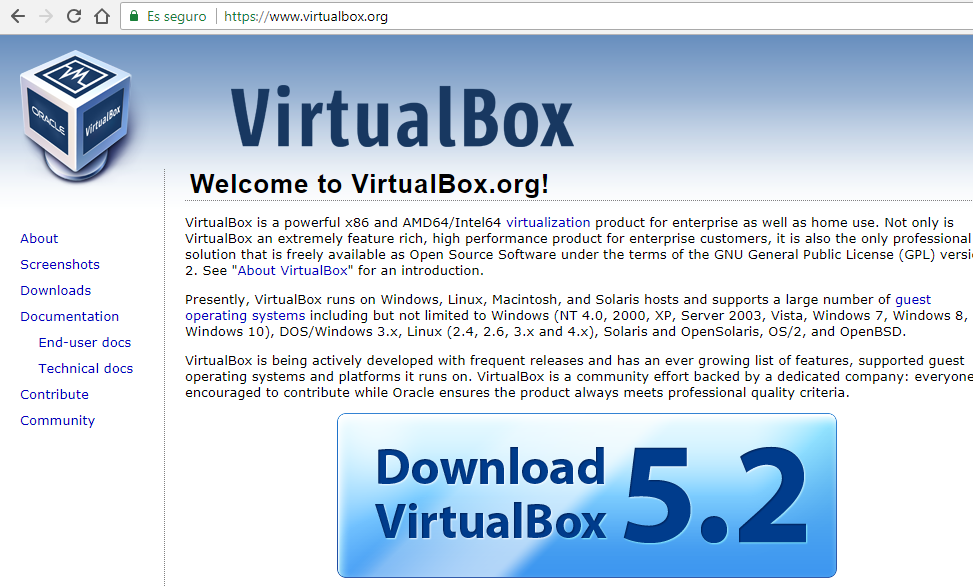 Es seguro | https://www.virtualbox.org
ORACLE
VirtualBox
VirtualBox
Welcome to VirtualBox.org!
About
Screenshots
Downloads
Documentation
End-user docs
Technical docs
Contribute
Community
VirtualBox is a powerful x86 and AMD64/Intel64 virtualization product for enterprise as well as home use. Not only is
VirtualBox an extremely feature rich, high performance product for enterprise customers, it is also the only professional
solution that is freely available as Open Source Software under the terms of the GNU General Public License (GPL) versi
2. See "About VirtualBox" for an introduction.
Presently, VirtualBox runs on Windows, Linux, Macintosh, and Solaris hosts and supports a large number of guest
operating systems including but not limited to Windows (NT 4.0, 2000, XP, Server 2003, Vista, Windows 7, Windows 8,
Windows 10), DOS/Windows 3.x, Linux (2.4, 2.6, 3.x and 4.x), Solaris and OpenSolaris, OS/2, and OpenBSD.
VirtualBox is being actively developed with frequent releases and has an ever growing list of features, supported guest
operating systems and platforms it runs on. VirtualBox is a community effort backed by a dedicated company: everyone
encouraged to contribute while Oracle ensures the product always meets professional quality criteria.
Download
VirtualBox
5.2